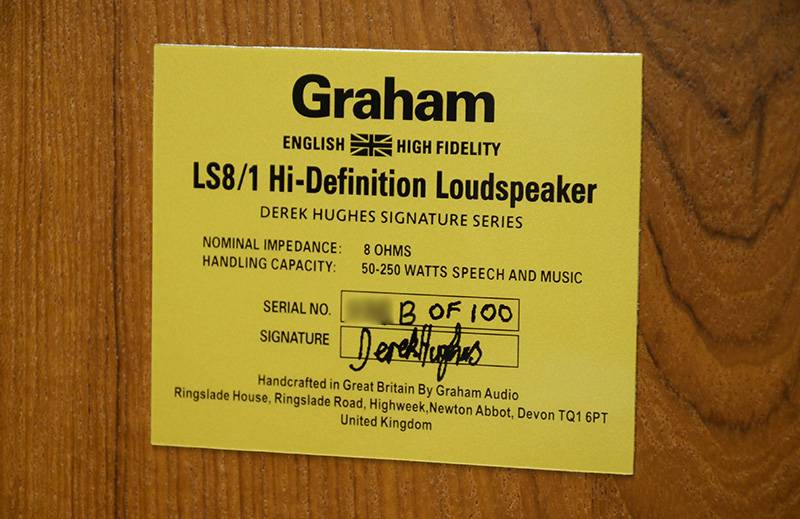 Graham
ENGLISH HIGH FIDELITY
LS8/1 Hi-Definition Loudspeaker
DEREK HUGHES SIGNATURE SERIES
NOMINAL IMPEDANCE: 8 OHMS
HANDLING CAPACITY: 50-250 WATTS SPEECH AND MUSIC
SERIAL NO. B OF 100
SIGNATURE Derek Hughes
Handcrafted in Great Britain By Graham Audio
Ringslade House, Ringslade Road, Highweek,Newton Abbot, Devon TQ1 6PT
United Kingdom